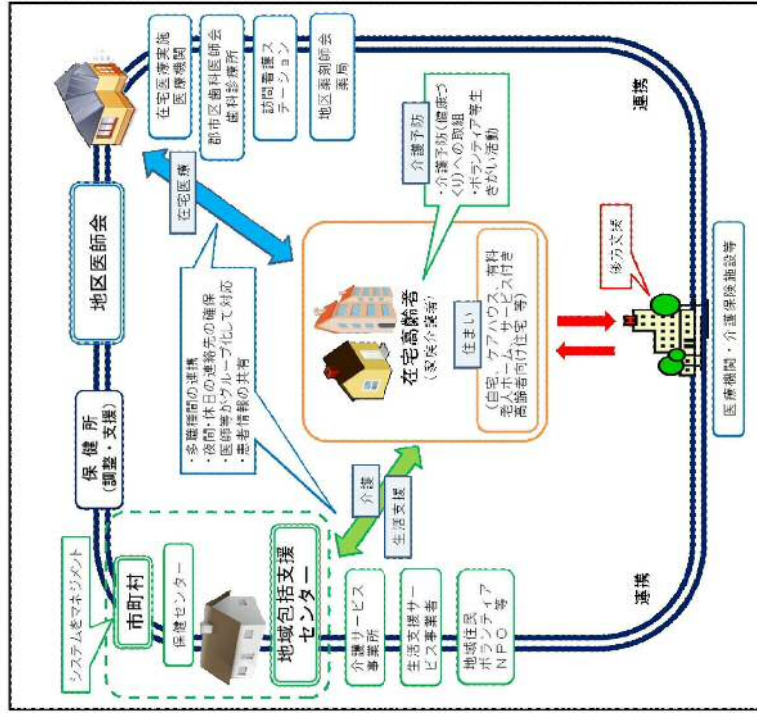 システムをマネジメント
市町村
保健センター
地域包括支援
センター
介護サービス
事業所
生活支援サー
ビス事業者
地域住民
ボランティア
NPO 等
保健所
(調整・支援)
地区医師会
・多職種間の連携
・夜間・休日の連絡先の確保
・医師等がグループ化して対応
・患者情報の共有
在宅医療
在宅医療実施
医療機関
郡市区歯科医師会
歯科診療所
訪問看護ス
テーション
地区薬剤師会
薬局
介護
生活支援
在宅高齢者
(家族介護者)
住まい
(自宅、ケアハウス、有料
老人ホーム、サービス付き
高齢者向け住宅 等)
介護予防
・介護予防(健康づ
くり)への取組
・ボランティア等生
きがい活動
後方支援
医療機関・介護保険施設等
連携
連携